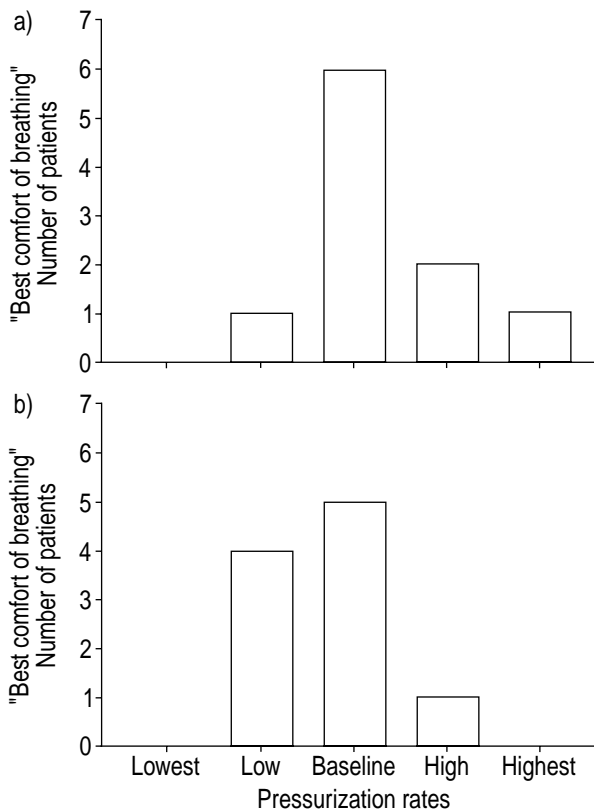 a)
"Best comfort of breathing"
Number of patients
7
6
5
4
3
2
1
0
b)
"Best comfort of breathing"
Number of patients
7
6
5
4
3
2
1
0
Lowest Low Baseline High Highest
Pressurization rates